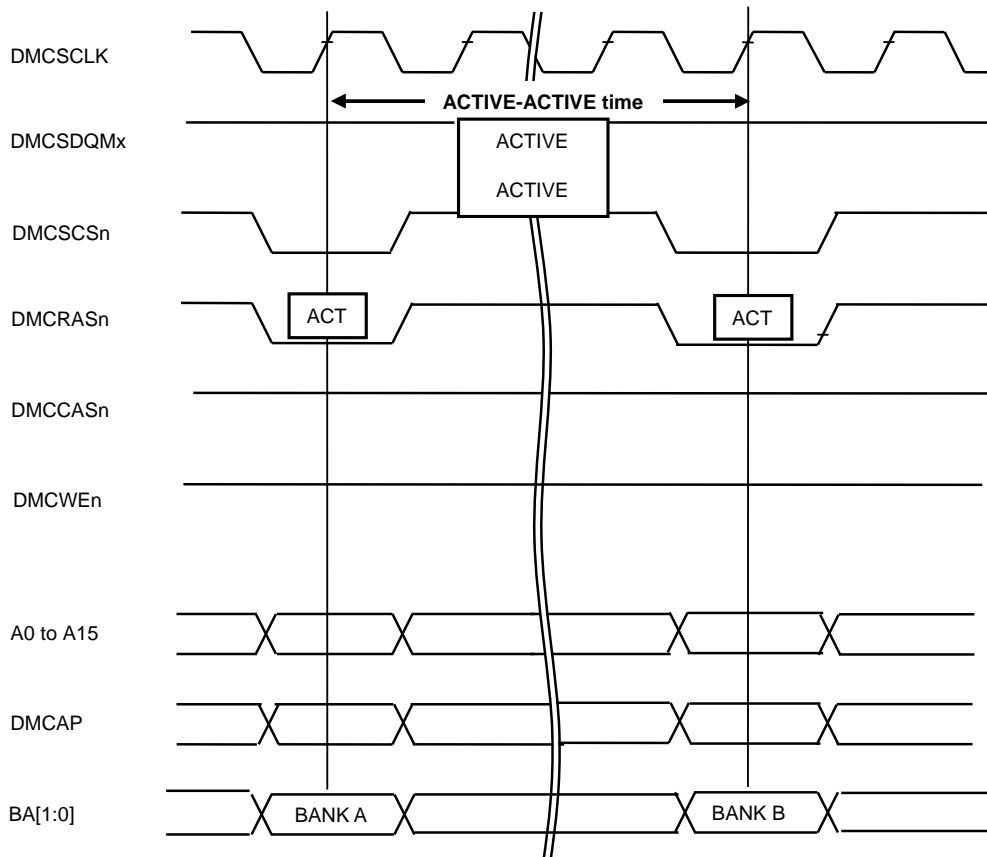 DMCSCLK
ACTIVE-ACTIVE time
DMCSDQMx
ACTIVE
ACTIVE
DMCSCSn
DMCRASn
ACT
ACT
DMCCASn
DMCWEn
A0 to A15
DMCAP
BA[1:0]
BANK A
BANK B